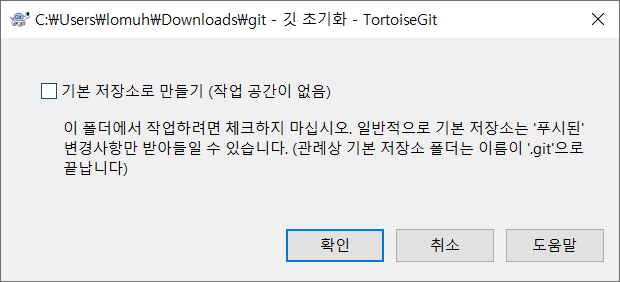 C:₩Users₩lomuh₩Downloads₩git - 깃 초기화 - TortoiseGit
기본 저장소로 만들기 (작업 공간이 없음)
이 폴더에서 작업하려면 체크하지 마십시오. 일반적으로 기본 저장소는 '푸시된'
변경사항만 받아들일 수 있습니다. (관례상 기본 저장소 폴더는 이름이 '.git'으로
끝납니다)
확인
취소
도움말